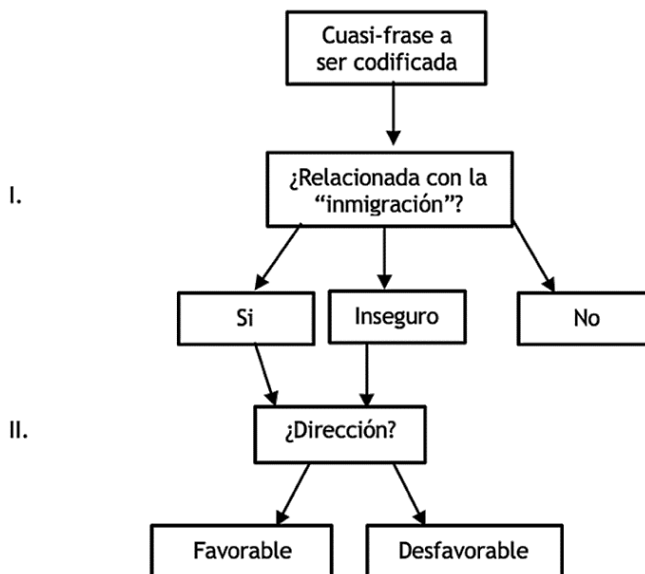 Cuasi-frase a
ser codificada
I.
¿Relacionada con la
“inmigración”?
Si
Inseguro
No
II.
¿Dirección?
Favorable
Desfavorable